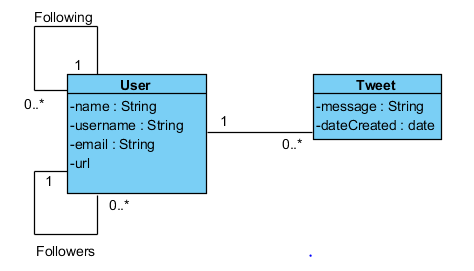 Following
1
0..*
User
-name : String
-username : String
-email : String
-url
1
0..*
Tweet
-message : String
-dateCreated : date
1
0..*
Followers